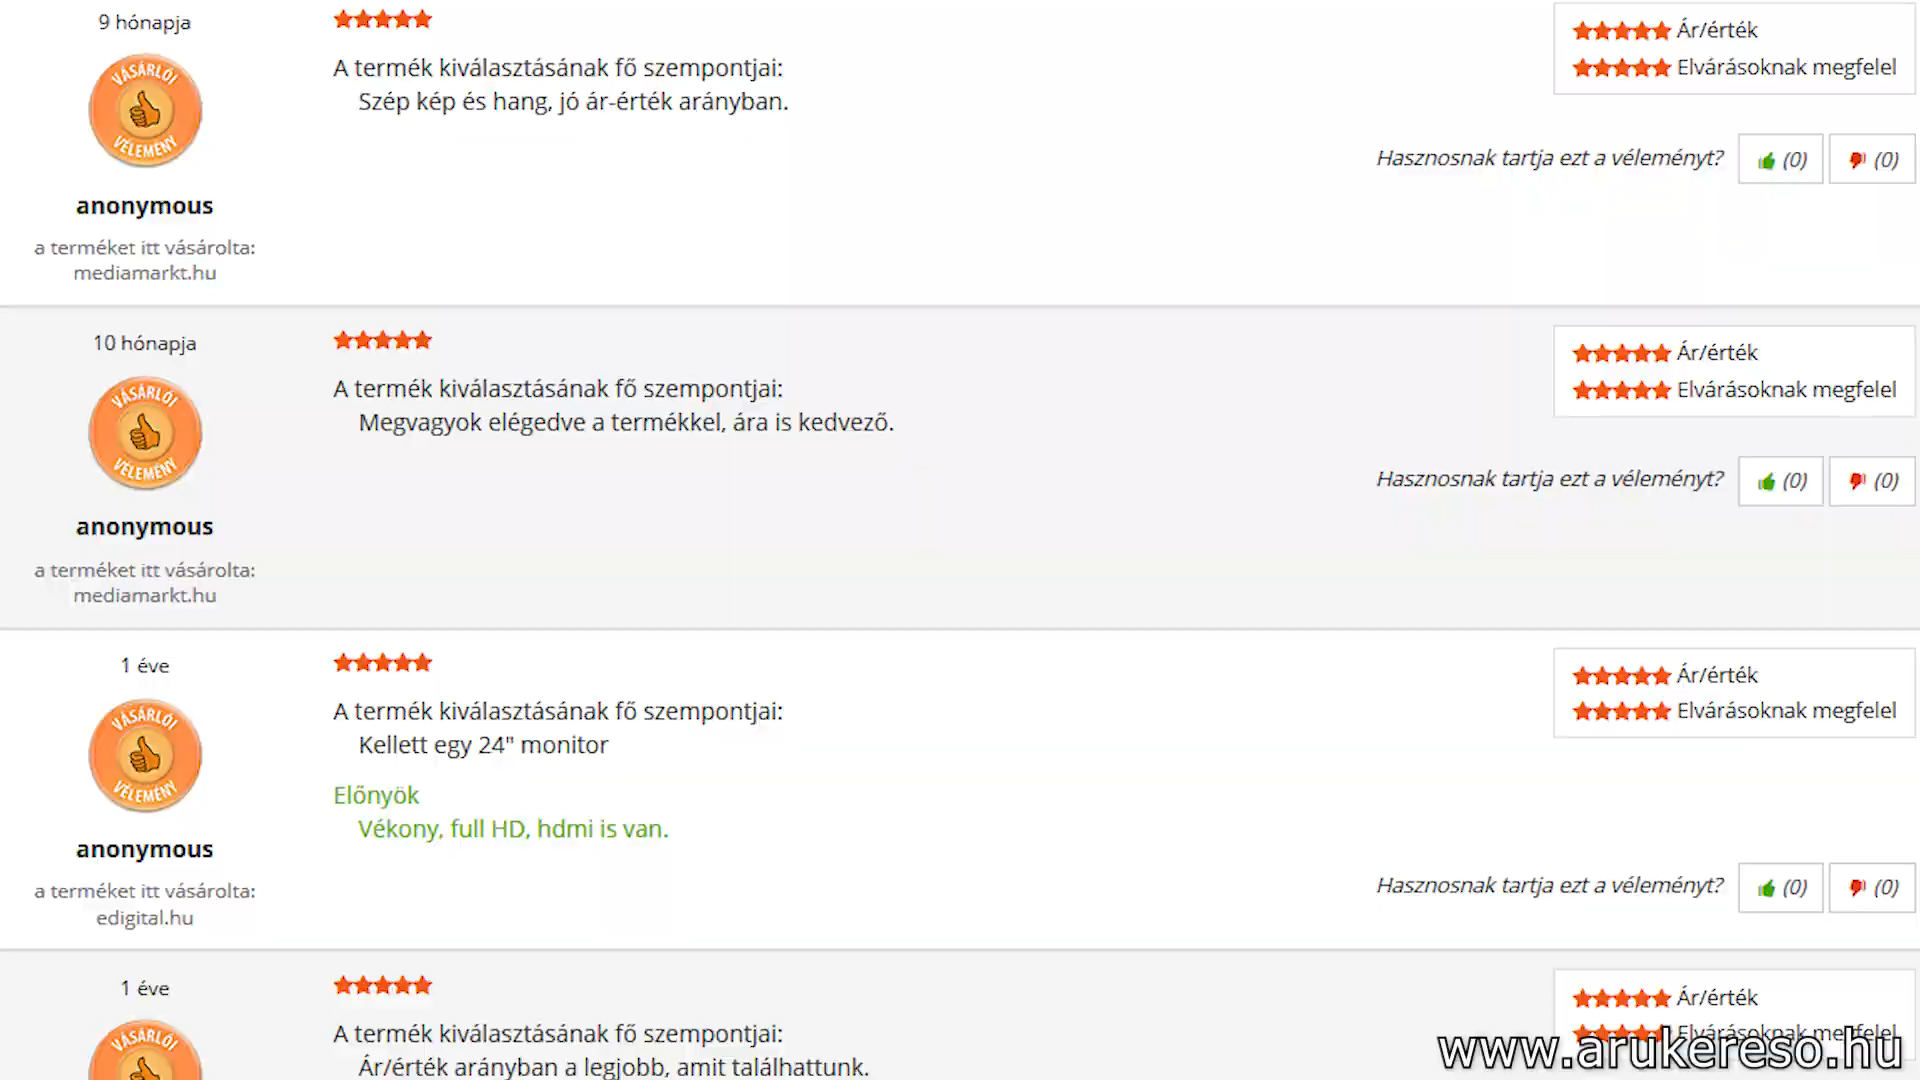 9 hónapja
VÁSÁRLÓI
VÉLEMÉNY
anonymous
a terméket itt vásárolta:
mediamarkt.hu
A termék kiválasztásának fő szempontjai:
Szép kép és hang, jó ár-érték arányban.
Ár/érték
Elvárásoknak megfelel
Hasznosnak tartja ezt a véleményt? (0) (0)
10 hónapja
VÁSÁRLÓI
VÉLEMÉNY
anonymous
a terméket itt vásárolta:
mediamarkt.hu
A termék kiválasztásának fő szempontjai:
Megvagyok elégedve a termékkel, ára is kedvező.
Ár/érték
Elvárásoknak megfelel
Hasznosnak tartja ezt a véleményt? (0) (0)
1 éve
VÁSÁRLÓI
VÉLEMÉNY
anonymous
a terméket itt vásárolta:
edigital.hu
A termék kiválasztásának fő szempontjai:
Kellett egy 24" monitor
Előnyök
Vékony, full HD, hdmi is van.
Ár/érték
Elvárásoknak megfelel
Hasznosnak tartja ezt a véleményt? (0) (0)
1 éve
VÁSÁRLÓI
A termék kiválasztásának fő szempontjai:
Ár/érték arányban a legjobb, amit találhattunk.
Ár/érték
Elvárásoknak megfelel
www.arukereso.hu